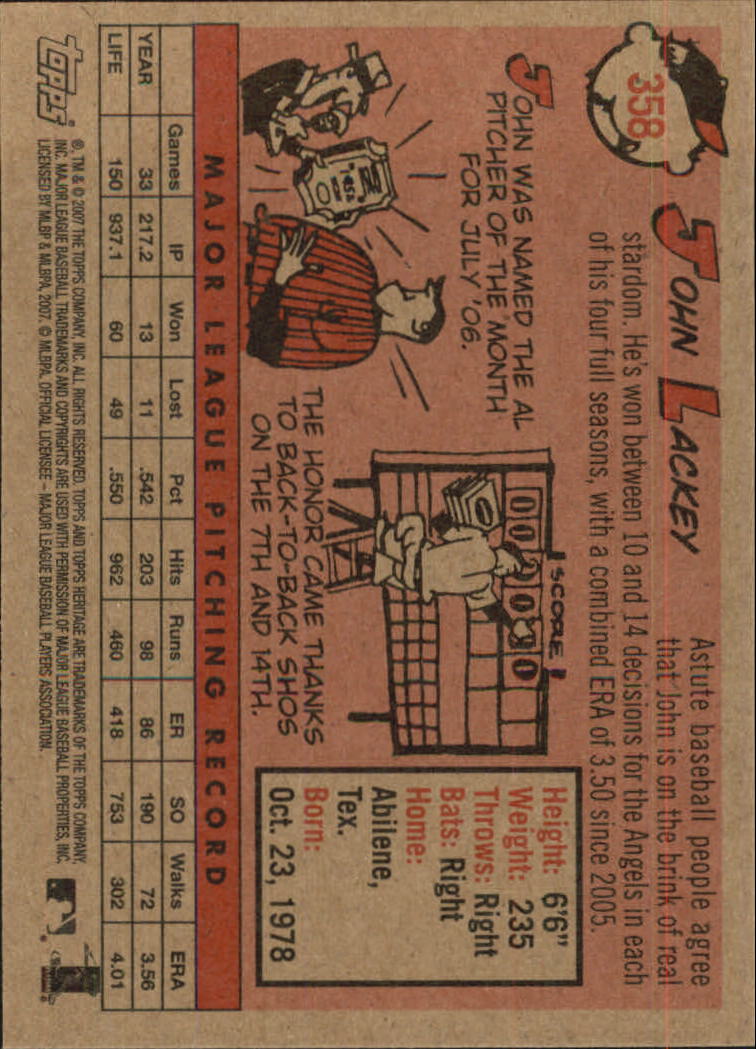 358
JOHN LACKEY
Astute baseball people agree
that John is on the brink of real
stardom. He's won between 10 and 14 decisions for the Angels in each
of his four full seasons, with a combined ERA of 3.50 since 2005.
JOHN WAS NAMED THE AL
PITCHER OF THE MONTH
FOR JULY '06.
SCORE
002000
THE HONOR CAME THANKS
TO BACK-TO-BACK SHOS
ON THE 7TH AND 14TH.
Height: 6'6"
Weight: 235
Throws: Right
Bats: Right
Home:
Abilene,
Tex.
Born:
Oct. 23, 1978
MAJOR LEAGUE PITCHING RECORD
YEAR Games IP Won Lost Pct Hits Runs ER SO Walks ERA
33 217.2 13 11 .542 203 98 86 190 72 3.56
LIFE 150 937.1 60 49 .550 962 460 418 753 302 4.01
Topps
®, TM & © 2007 THE TOPPS COMPANY, INC. ALL RIGHTS RESERVED. TOPPS AND TOPPS HERITAGE ARE TRADEMARKS OF THE TOPPS COMPANY,
INC. MAJOR LEAGUE BASEBALL TRADEMARKS AND COPYRIGHTS ARE USED WITH PERMISSION OF MAJOR LEAGUE BASEBALL PROPERTIES, INC.
LICENSED BY MLBP & MLBPA, 2007. © MLBPA. OFFICIAL LICENSEE – MAJOR LEAGUE BASEBALL PLAYERS ASSOCIATION.